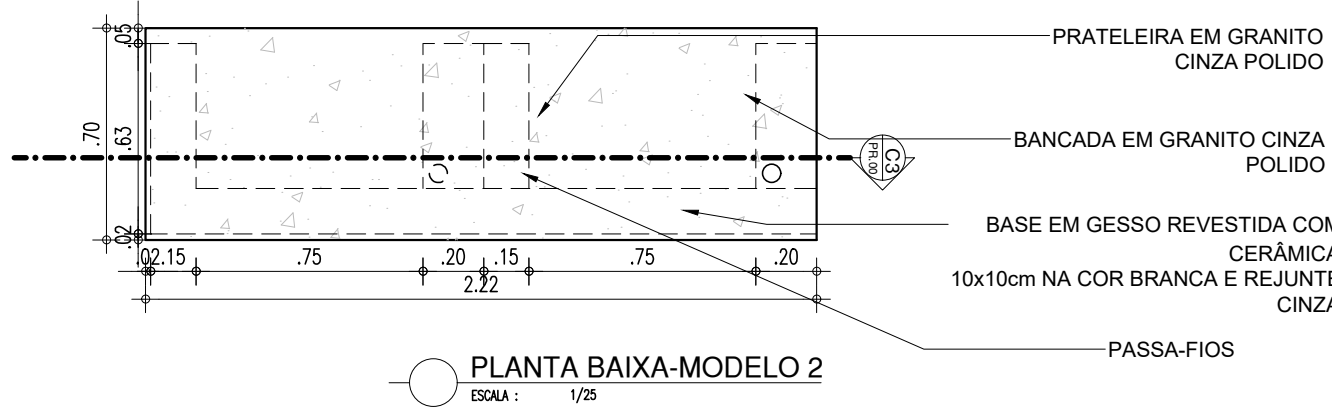 PRATELEIRA EM GRANITO
CINZA POLIDO
BANCADA EM GRANITO CINZA
POLIDO
BASE EM GESSO REVESTIDA COM
CERÂMICA
10x10cm NA COR BRANCA E REJUNTE
CINZA
PASSA-FIOS
C3
PR.00
.05
.70
.63
.02
.02
.15
.75
.20
.15
.75
.20
2.22
PLANTA BAIXA-MODELO 2
ESCALA : 1/25